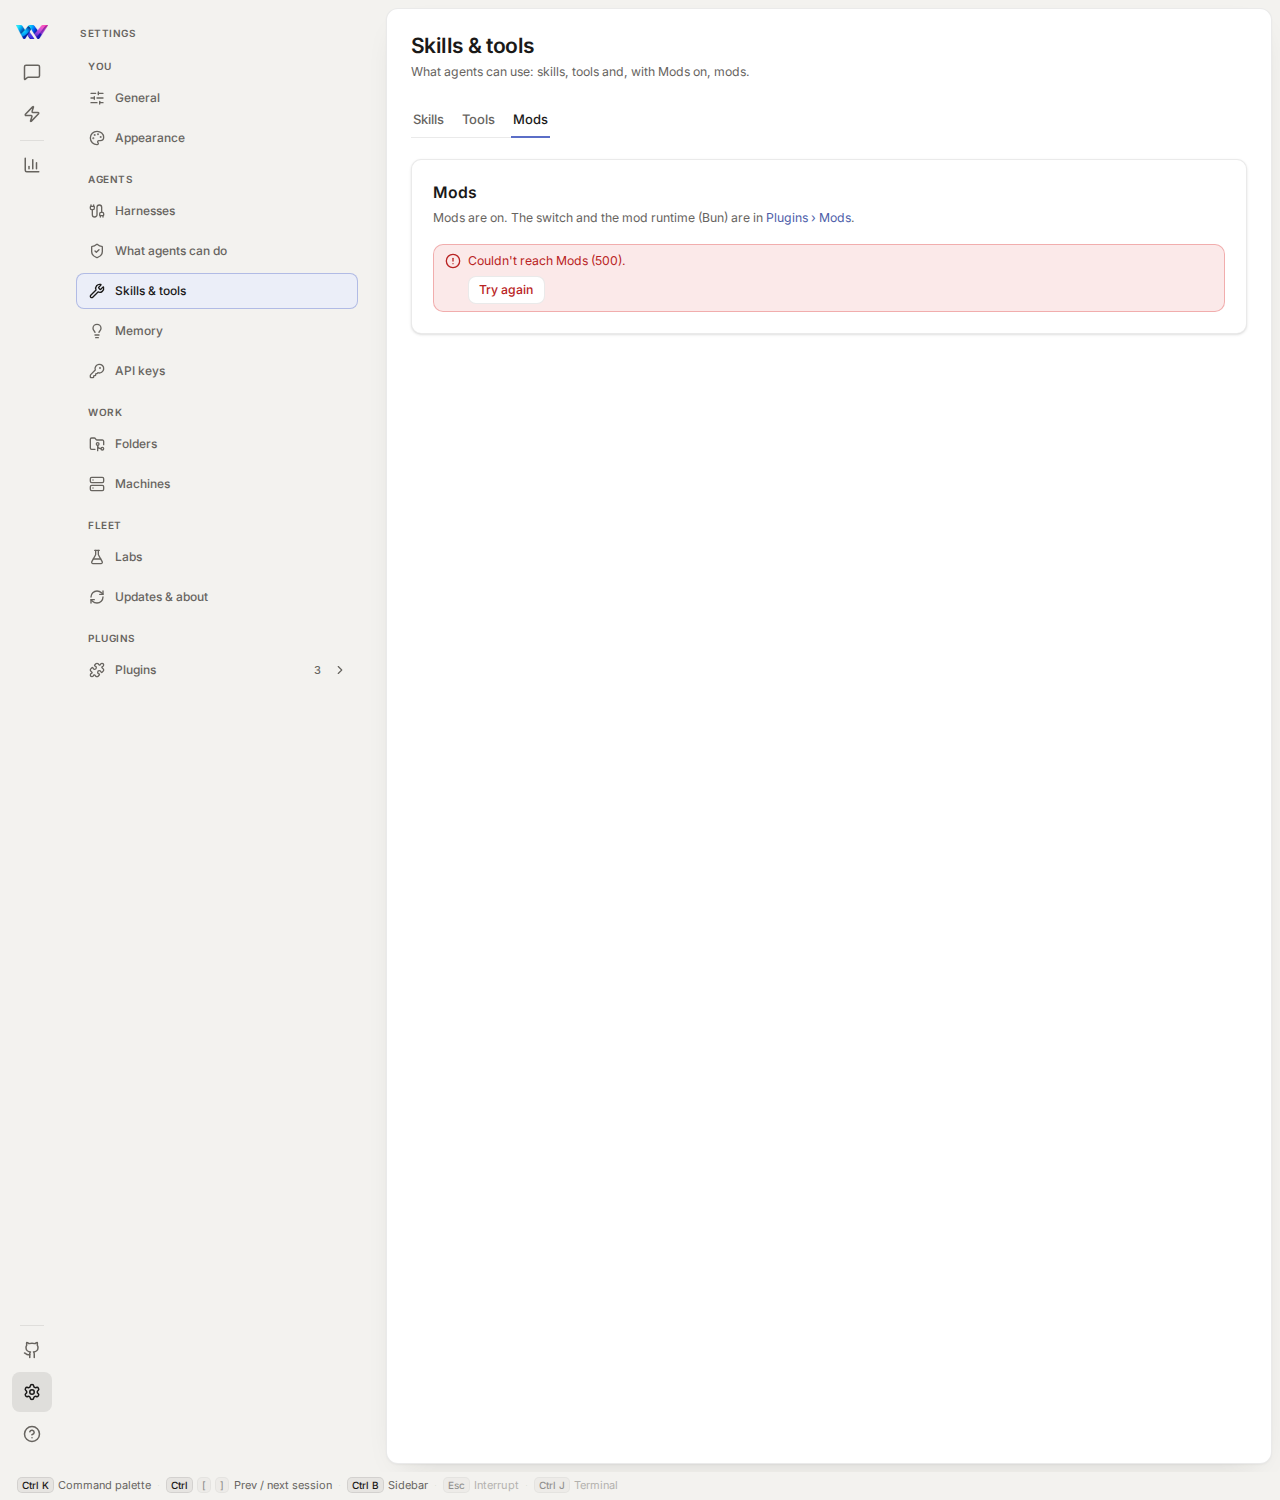 SETTINGS
YOU
General
Appearance
AGENTS
Harnesses
What agents can do
Skills & tools
Memory
API keys
WORK
Folders
Machines
FLEET
Labs
Updates & about
PLUGINS
Plugins 3
Skills & tools
What agents can use: skills, tools and, with Mods on, mods.
Skills Tools Mods
Mods
Mods are on. The switch and the mod runtime (Bun) are in Plugins › Mods.
Couldn't reach Mods (500).
Try again
Ctrl K Command palette Ctrl [ ] Prev / next session Ctrl B Sidebar Esc Interrupt Ctrl J Terminal